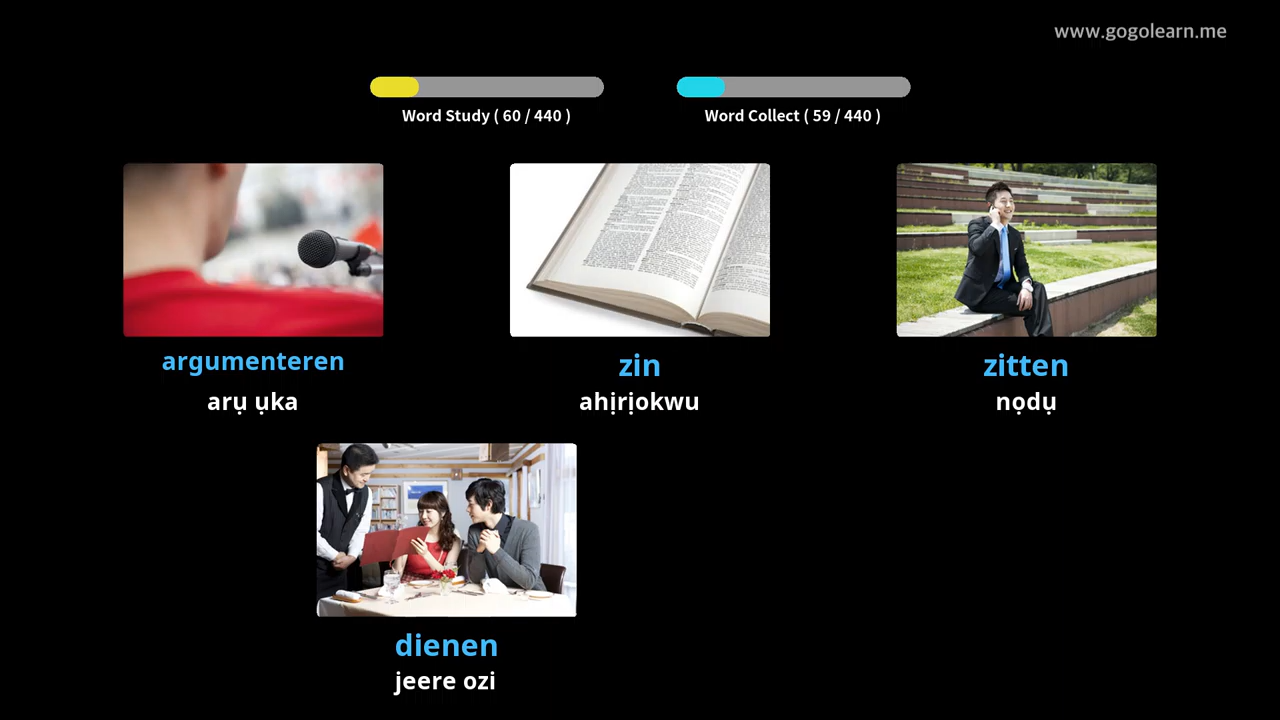 www.gogolearn.me
Word Study ( 60 / 440 )
Word Collect ( 59 / 440 )
argumenteren
arụ ụka
zin
ahịrịokwu
zitten
nọdụ
dienen
jeere ozi